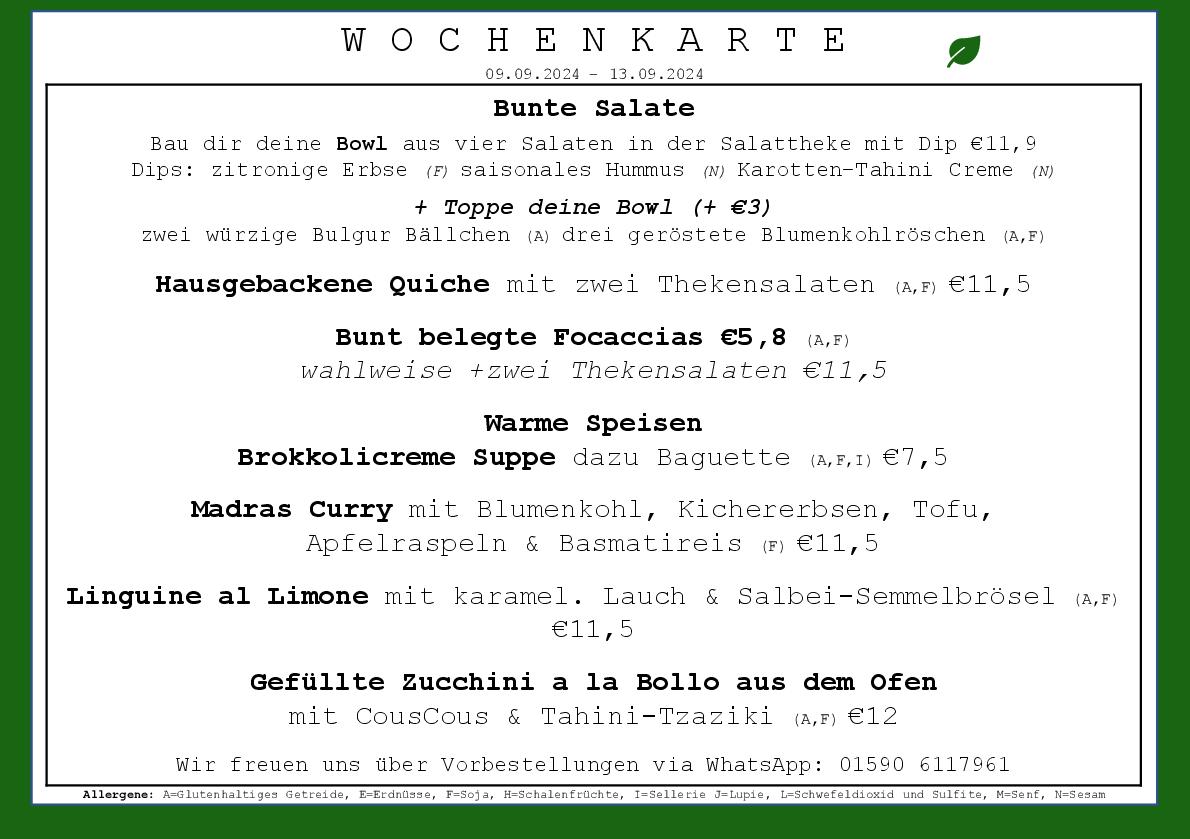 WOCHENKARTE
09.09.2024 – 13.09.2024
Bunte Salate
Bau dir deine Bowl aus vier Salaten in der Salattheke mit Dip €11,9
Dips: zitronige Erbse (F) saisonales Hummus (N) Karotten-Tahini Creme (N)
+ Toppe deine Bowl (+ €3)
zwei würzige Bulgur Bällchen (A) drei geröstete Blumenkohlröschen (A,F)
Hausgebackene Quiche mit zwei Thekensalaten (A,F) €11,5
Bunt belegte Focaccias €5,8 (A,F)
wahlweise +zwei Thekensalaten €11,5
Warme Speisen
Brokkolicreme Suppe dazu Baguette (A,F,I) €7,5
Madras Curry mit Blumenkohl, Kichererbsen, Tofu,
Apfelraspeln & Basmatireis (F) €11,5
Linguine al Limone mit karamel. Lauch & Salbei-Semmelbrösel (A,F)
€11,5
Gefüllte Zucchini a la Bollo aus dem Ofen
mit CousCous & Tahini-Tzaziki (A,F) €12
Wir freuen uns über Vorbestellungen via WhatsApp: 01590 6117961
Allergene: A=Glutenhaltiges Getreide, E=Erdnüsse, F=Soja, H=Schalenfrüchte, I=Sellerie J=Lupie, L=Schwefeldioxid und Sulfite, M=Senf, N=Sesam